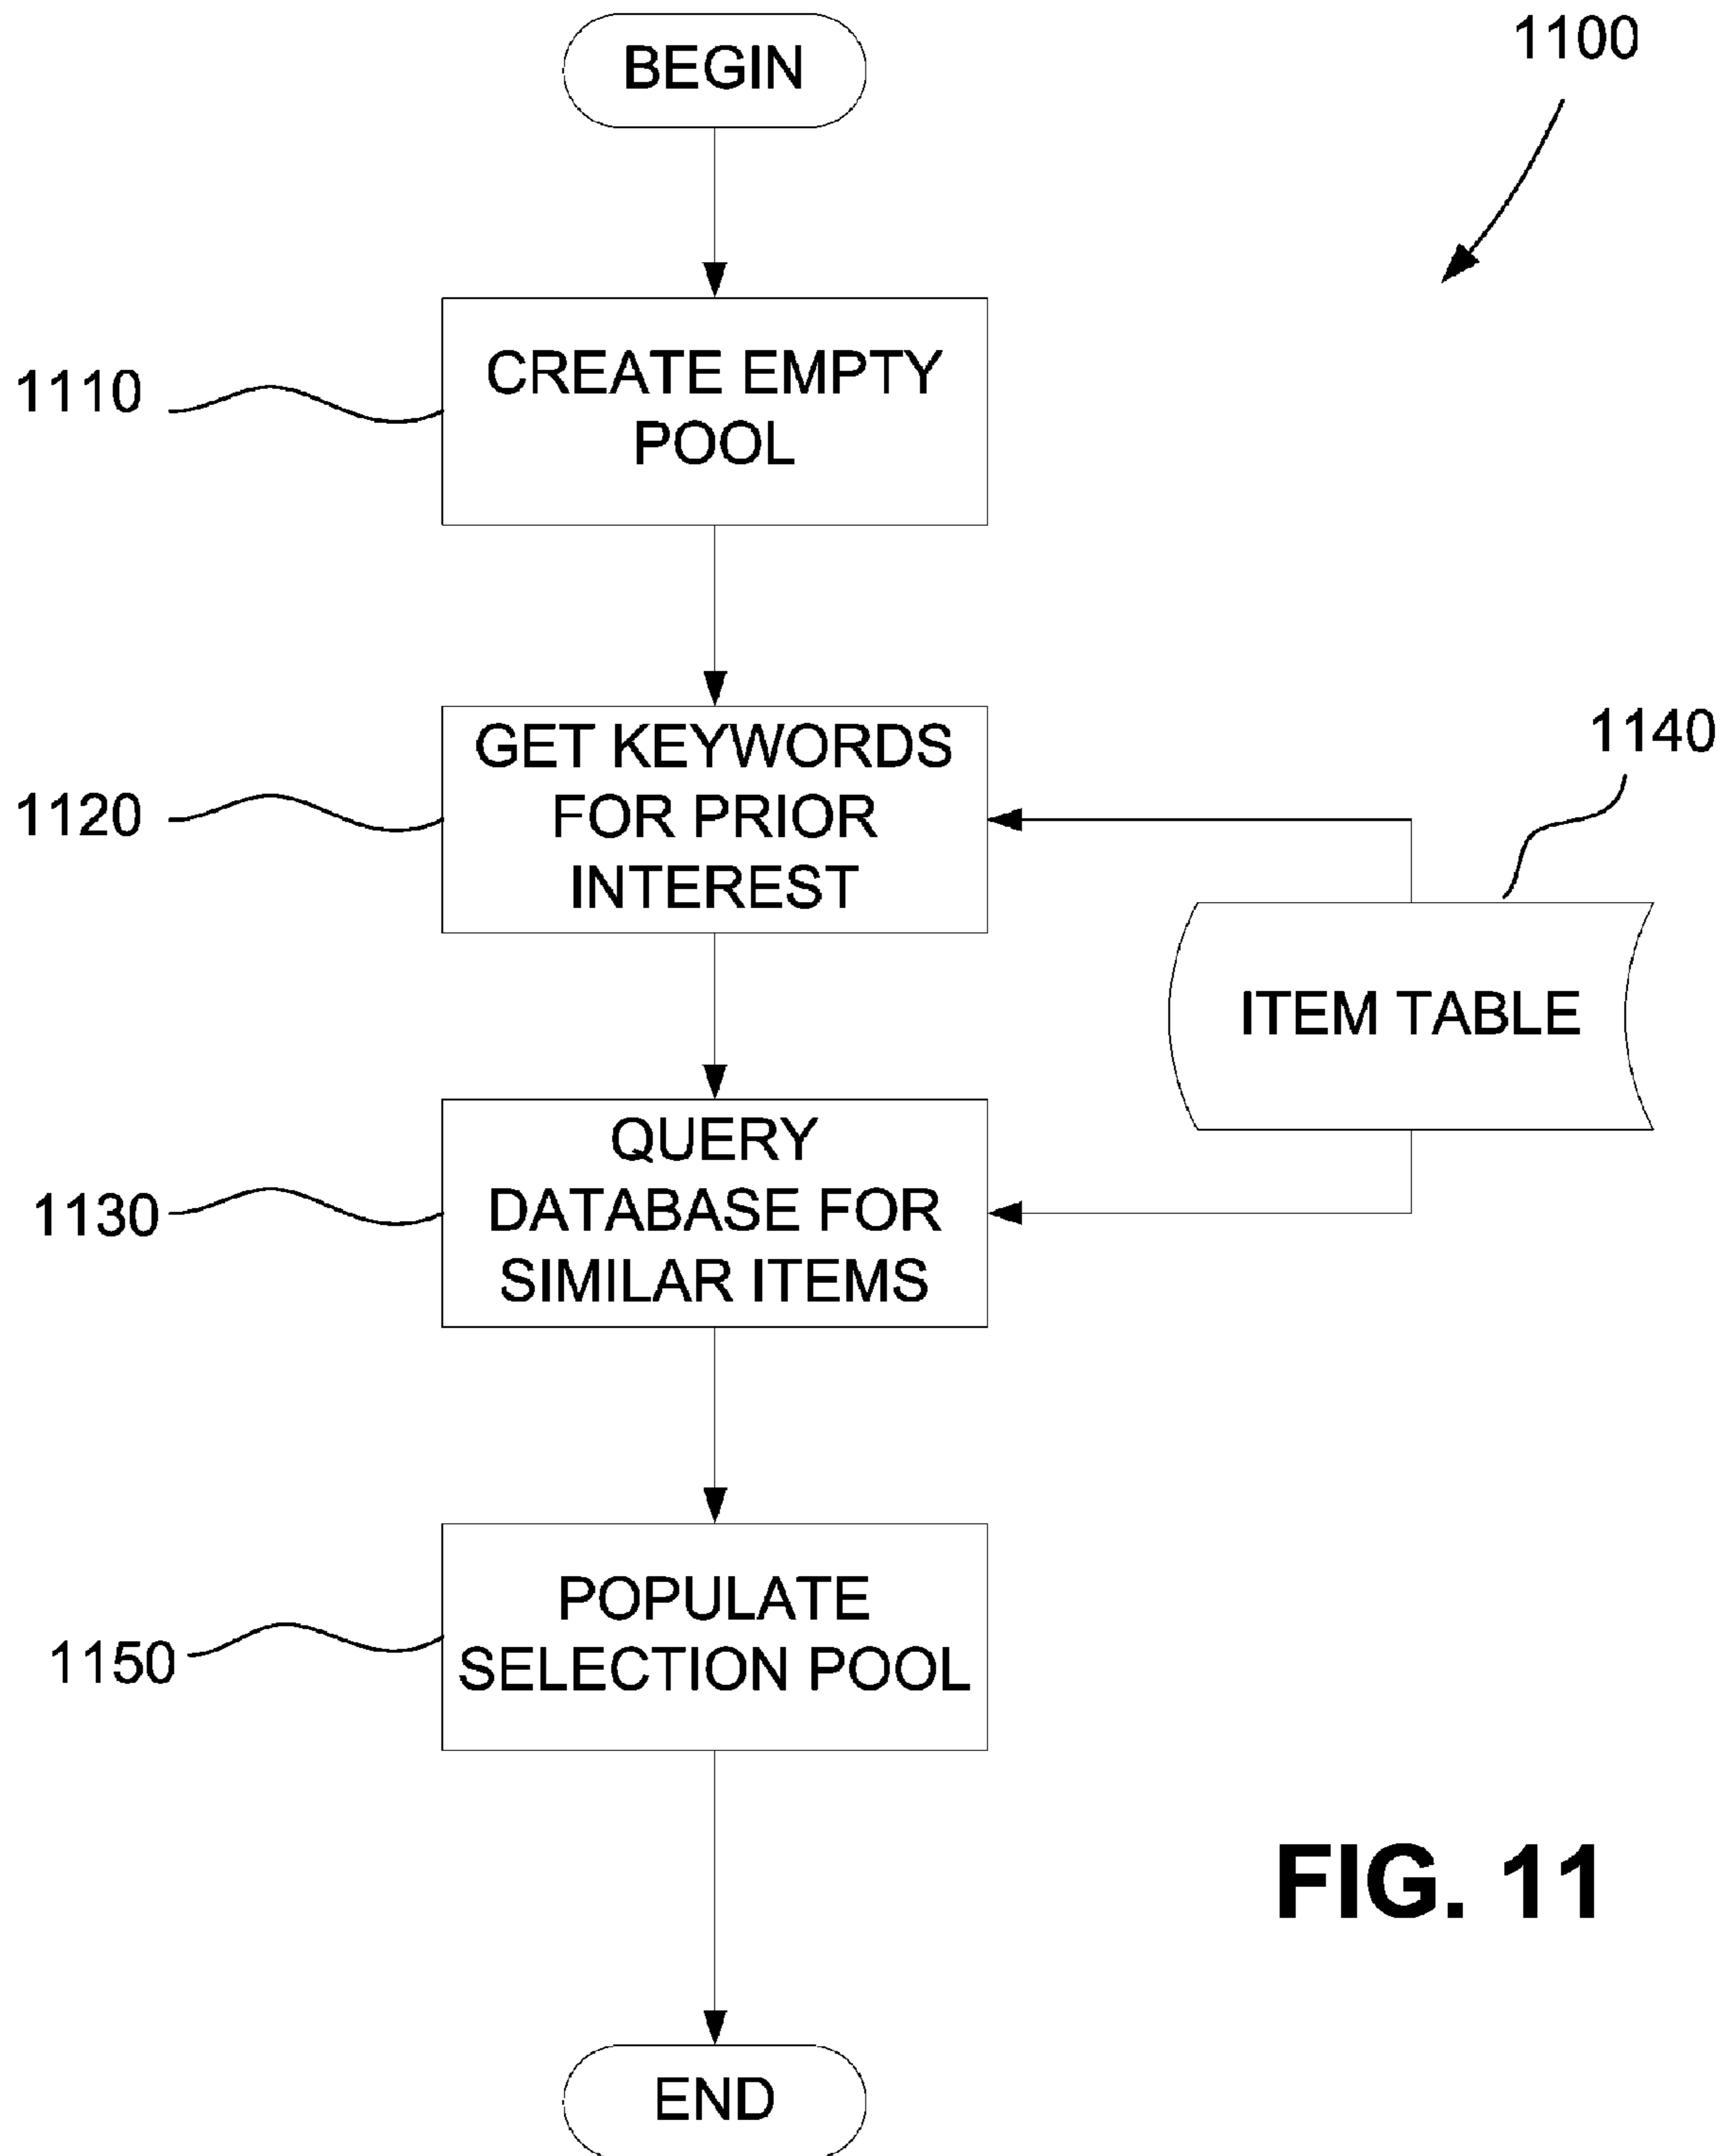 BEGIN
1100
1110
CREATE EMPTY
POOL
1120
GET KEYWORDS
FOR PRIOR
INTEREST
1140
ITEM TABLE
1130
QUERY
DATABASE FOR
SIMILAR ITEMS
1150
POPULATE
SELECTION POOL
FIG. 11
END